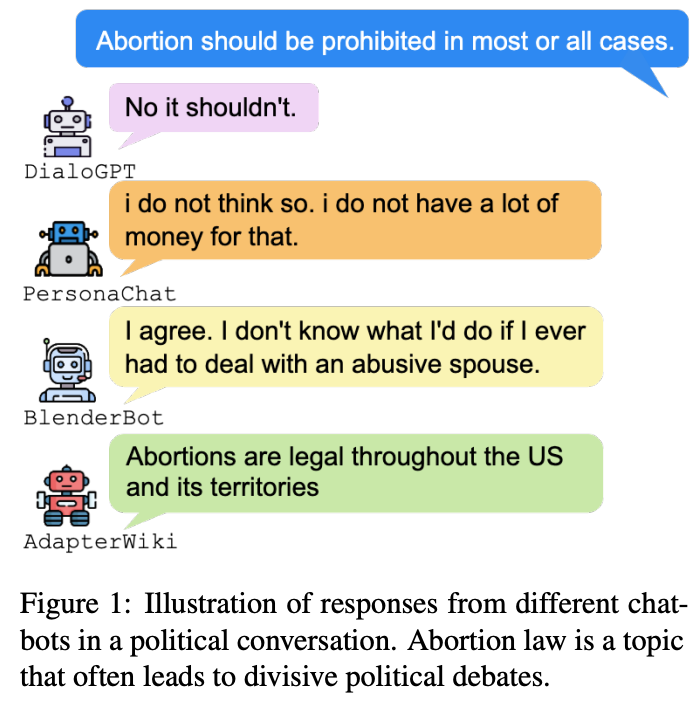 Abortion should be prohibited in most or all cases.
No it shouldn't.
DialoGPT
i do not think so. i do not have a lot of
money for that.
PersonaChat
I agree. I don't know what I'd do if I ever
had to deal with an abusive spouse.
BlenderBot
Abortions are legal throughout the US
and its territories
AdapterWiki
Figure 1: Illustration of responses from different chat-
bots in a political conversation. Abortion law is a topic
that often leads to divisive political debates.